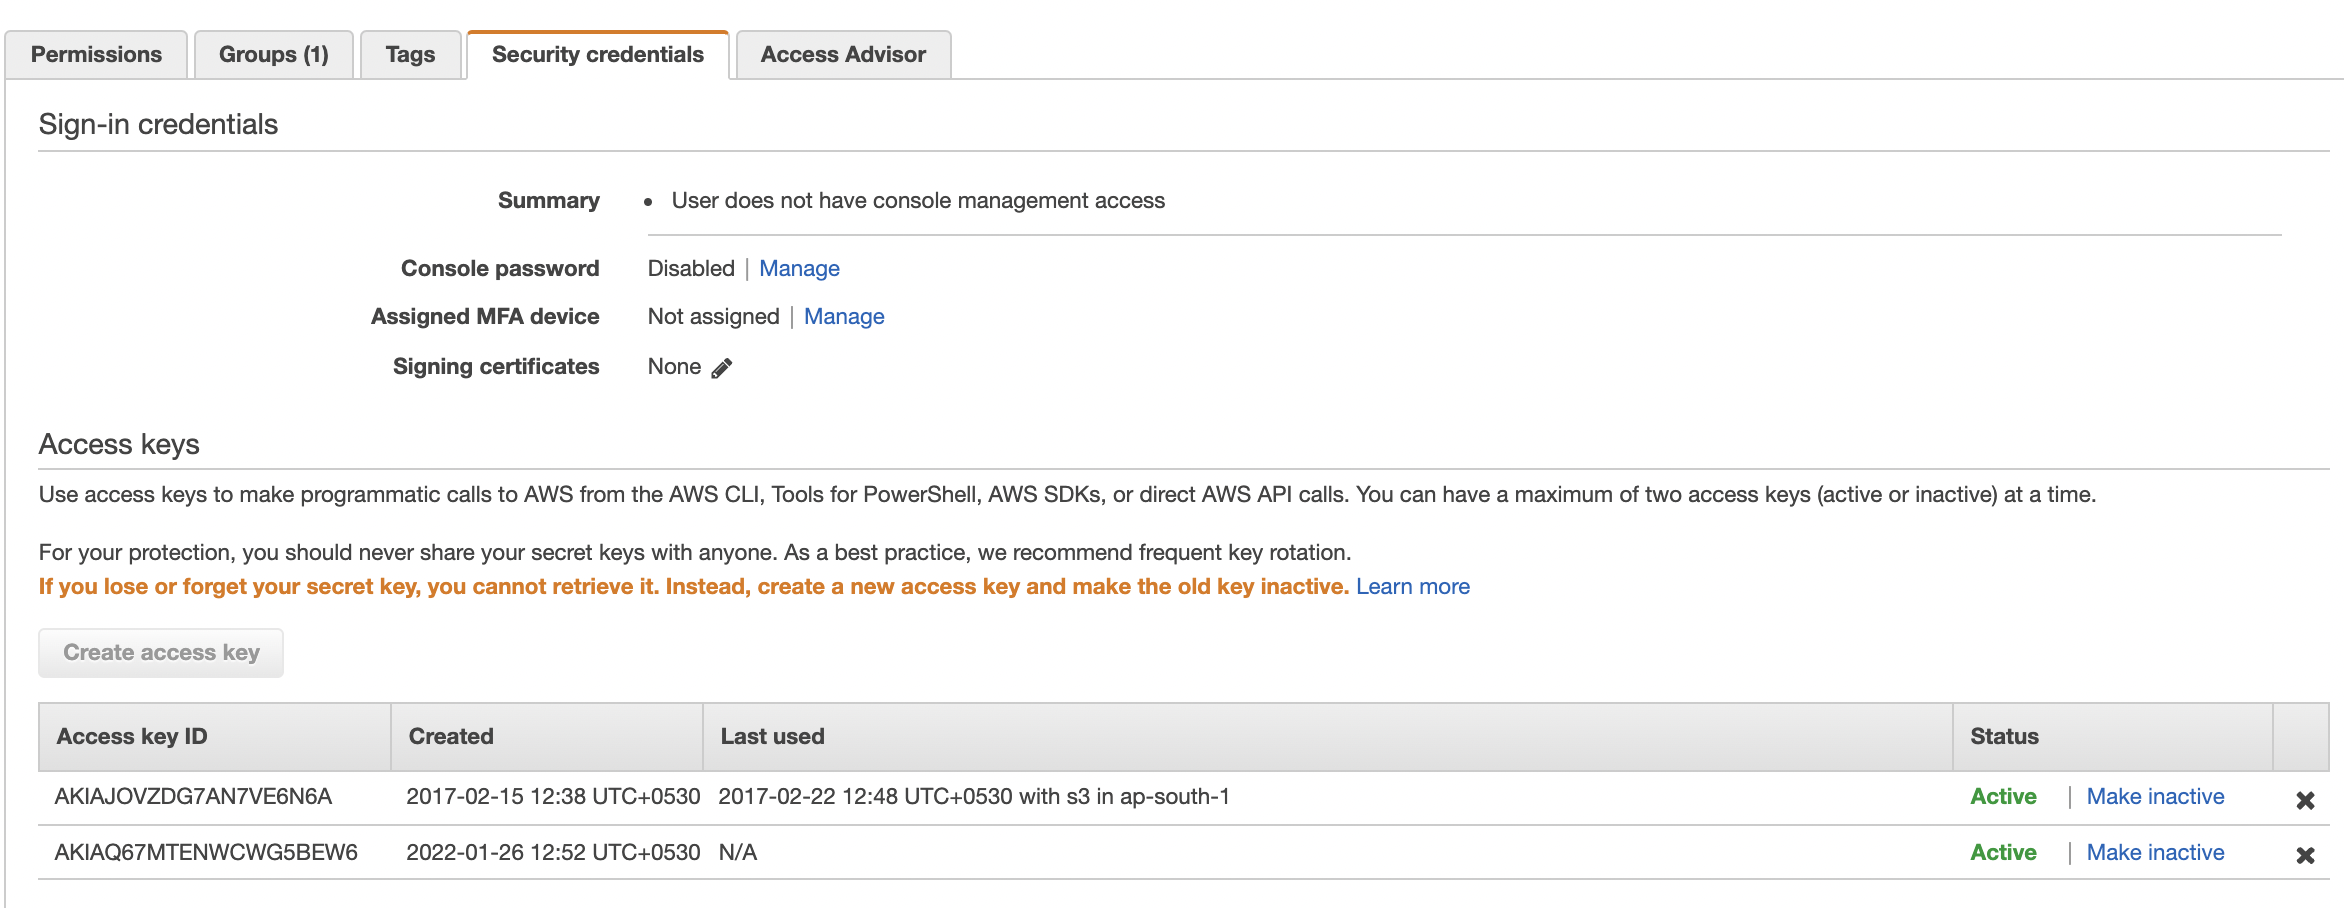 Permissions
Groups (1)
Tags
Security credentials
Access Advisor
Sign-in credentials
Summary
• User does not have console management access
Console password
Disabled | Manage
Assigned MFA device
Not assigned | Manage
Signing certificates
None
Access keys
Use access keys to make programmatic calls to AWS from the AWS CLI, Tools for PowerShell, AWS SDKs, or direct AWS API calls. You can have a maximum of two access keys (active or inactive) at a time.
For your protection, you should never share your secret keys with anyone. As a best practice, we recommend frequent key rotation.
If you lose or forget your secret key, you cannot retrieve it. Instead, create a new access key and make the old key inactive. Learn more
Create access key
Access key ID Created Last used Status
AKIAJOVZDG7AN7VE6N6A 2017-02-15 12:38 UTC+0530 2017-02-22 12:48 UTC+0530 with s3 in ap-south-1 Active | Make inactive
AKIAQ67MTENWCWG5BEW6 2022-01-26 12:52 UTC+0530 N/A Active | Make inactive